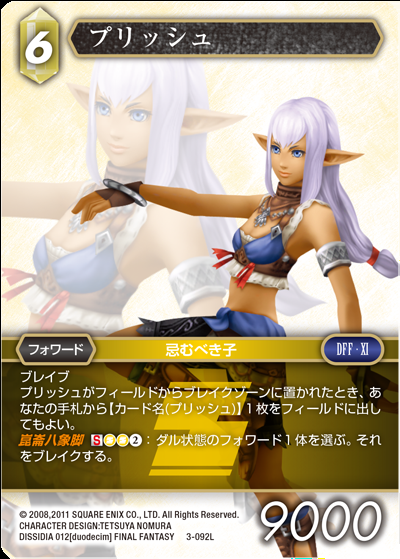 6
プリッシュ
フォワード
忌むべき子
DFF・XI
ブレイブ
プリッシュがフィールドからブレイクゾーンに置かれたとき、あ
なたの手札から【カード名(プリッシュ)】1枚をフィールドに出し
てもよい。
崑崙八象脚 S 2：ダル状態のフォワード1体を選ぶ。それ
をブレイクする。
© 2008,2011 SQUARE ENIX CO., LTD. All Rights Reserved.
CHARACTER DESIGN:TETSUYA NOMURA
DISSIDIA 012[duodecim] FINAL FANTASY 3-092L
9000